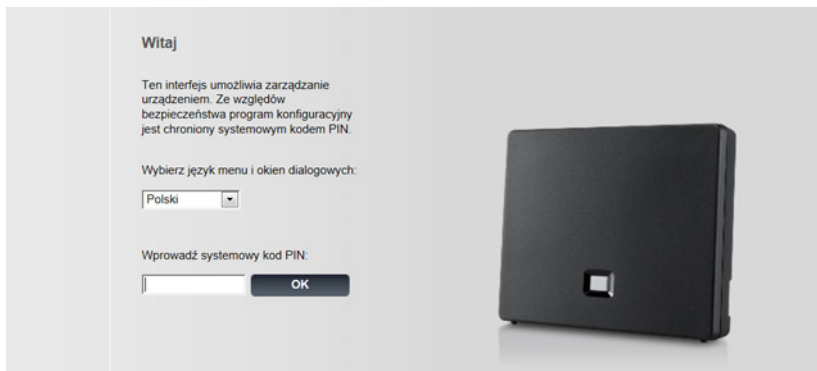 Witaj
Ten interfejs umożliwia zarządzanie
urządzeniem. Ze względów
bezpieczeństwa program konfiguracyjny
jest chroniony systemowym kodem PIN.
Wybierz język menu i okien dialogowych:
Polski
Wprowadź systemowy kod PIN:
OK